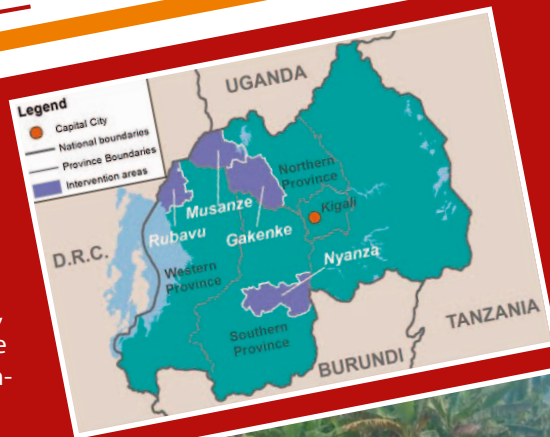 Legend
Capital City
National boundaries
Province Boundaries
Intervention areas
UGANDA
Northern
Province
Musanze
Kigali
Rubavu
Gakenke
D.R.C.
Nyanza
Western
Province
Southern
Province
TANZANIA
BURUNDI